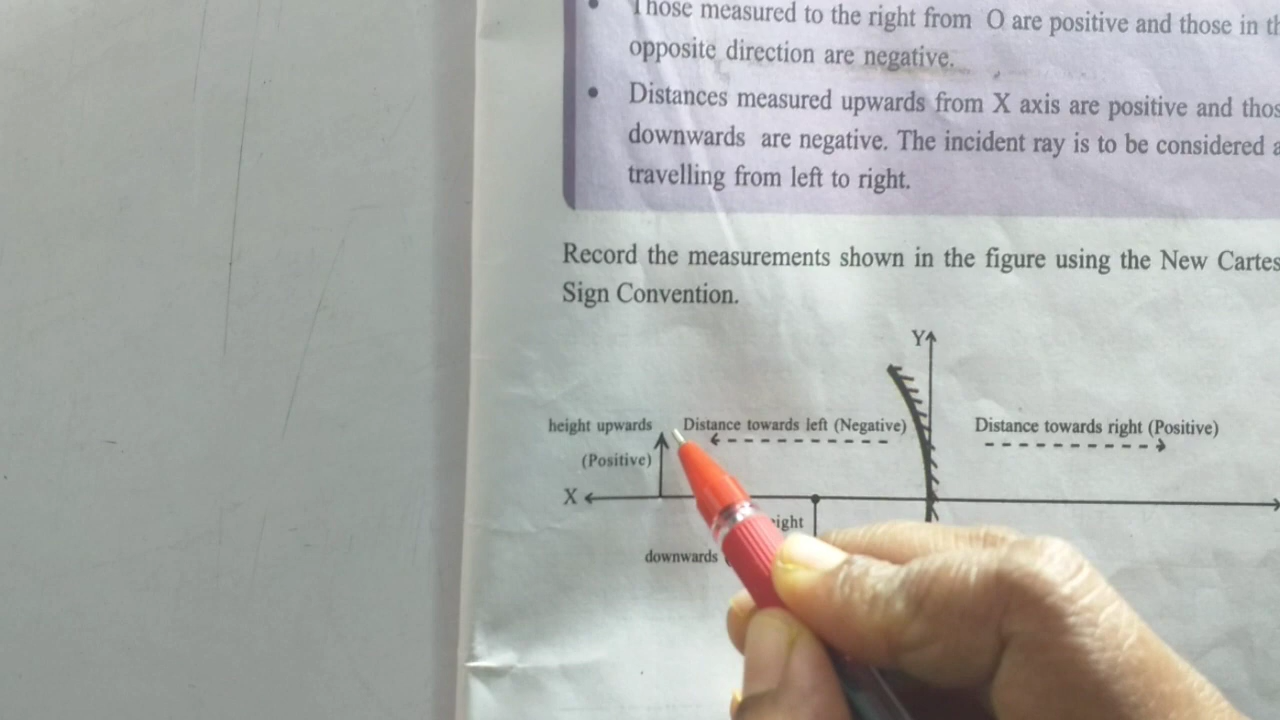 Those measured to the right from O are positive and those in
opposite direction are negative.
Distances measured upwards from X axis are positive and
downwards are negative. The incident ray is to be considered
travelling from left to right.
Record the measurements shown in the figure using the New
Sign Convention.
Y
height upwards
(Positive)
Distance towards left (Negative)
Distance towards right (Positive)
X
downwards